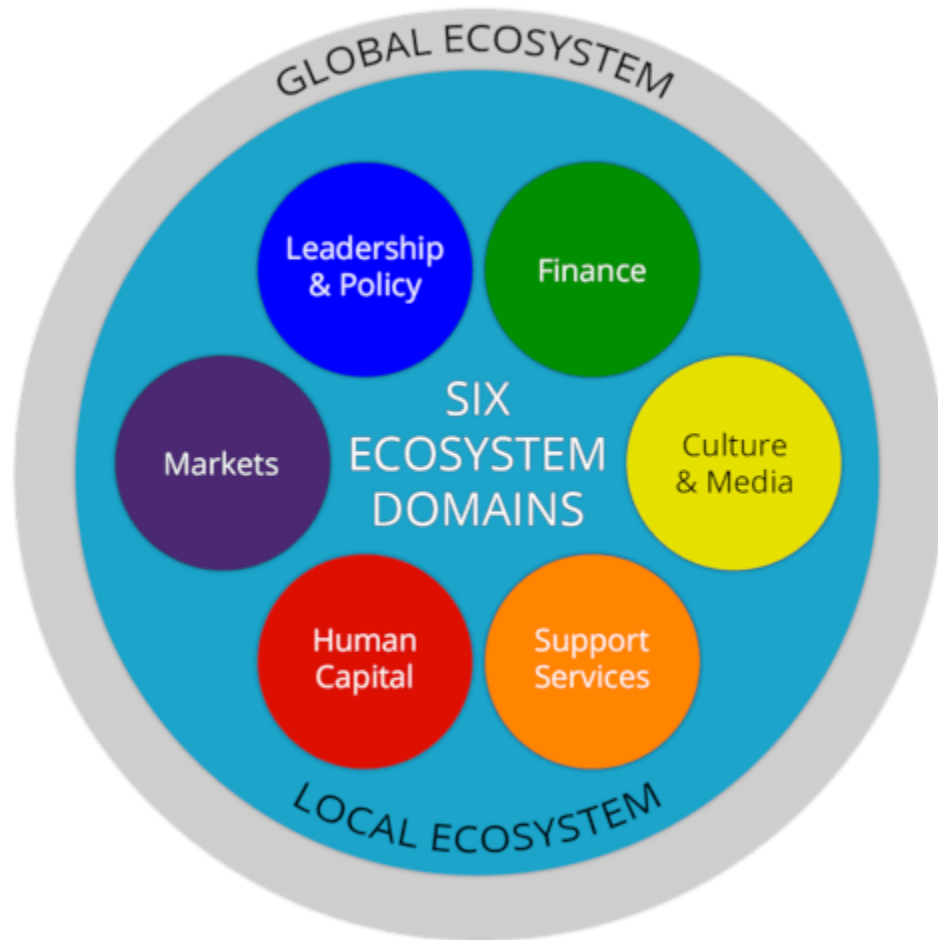 GLOBAL ECOSYSTEM
Leadership
& Policy
Finance
Markets
SIX
ECOSYSTEM
DOMAINS
Culture
& Media
Human
Capital
Support
Services
LOCAL ECOSYSTEM